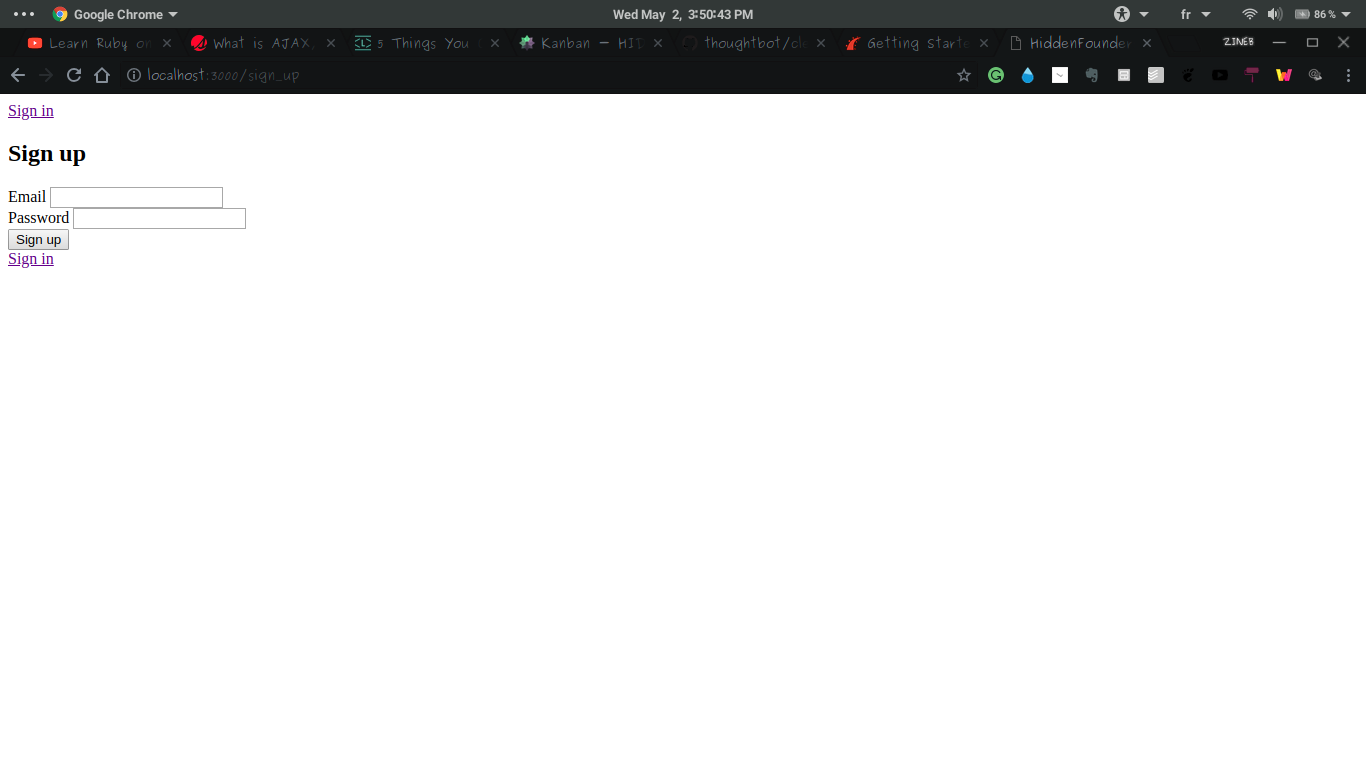 Google Chrome
Wed May 2, 3:50:43 PM
fr
86 %
Learn Ruby on
What is AJAX,
5 Things You
Kanban – HID
thoughtbot/cle
Getting Starte
HiddenFounder
ZINEB
localhost:3000/sign_up
Sign in
Sign up
Email
Password
Sign up
Sign in